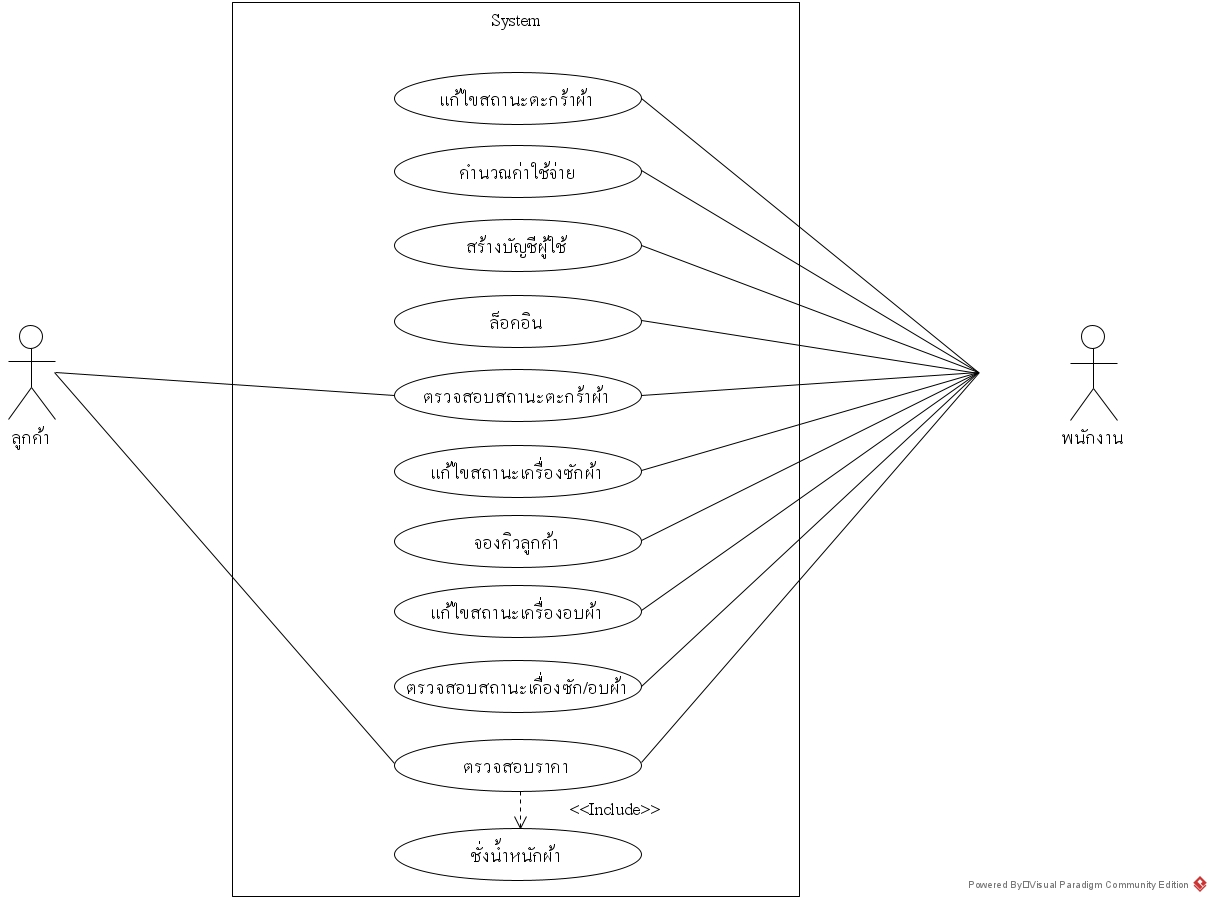 System
แก้ไขสถานะตะกร้าผ้า
คำนวณค่าใช้จ่าย
สร้างบัญชีผู้ใช้
ล็อคอิน
ตรวจสอบสถานะตะกร้าผ้า
ลูกค้า
พนักงาน
แก้ไขสถานะเครื่องซักผ้า
จองคิวลูกค้า
แก้ไขสถานะเครื่องอบผ้า
ตรวจสอบสถานะเคื่องซัก/อบผ้า
ตรวจสอบราคา
<<Include>>
ชั่งน้ำหนักผ้า
Powered By Visual Paradigm Community Edition